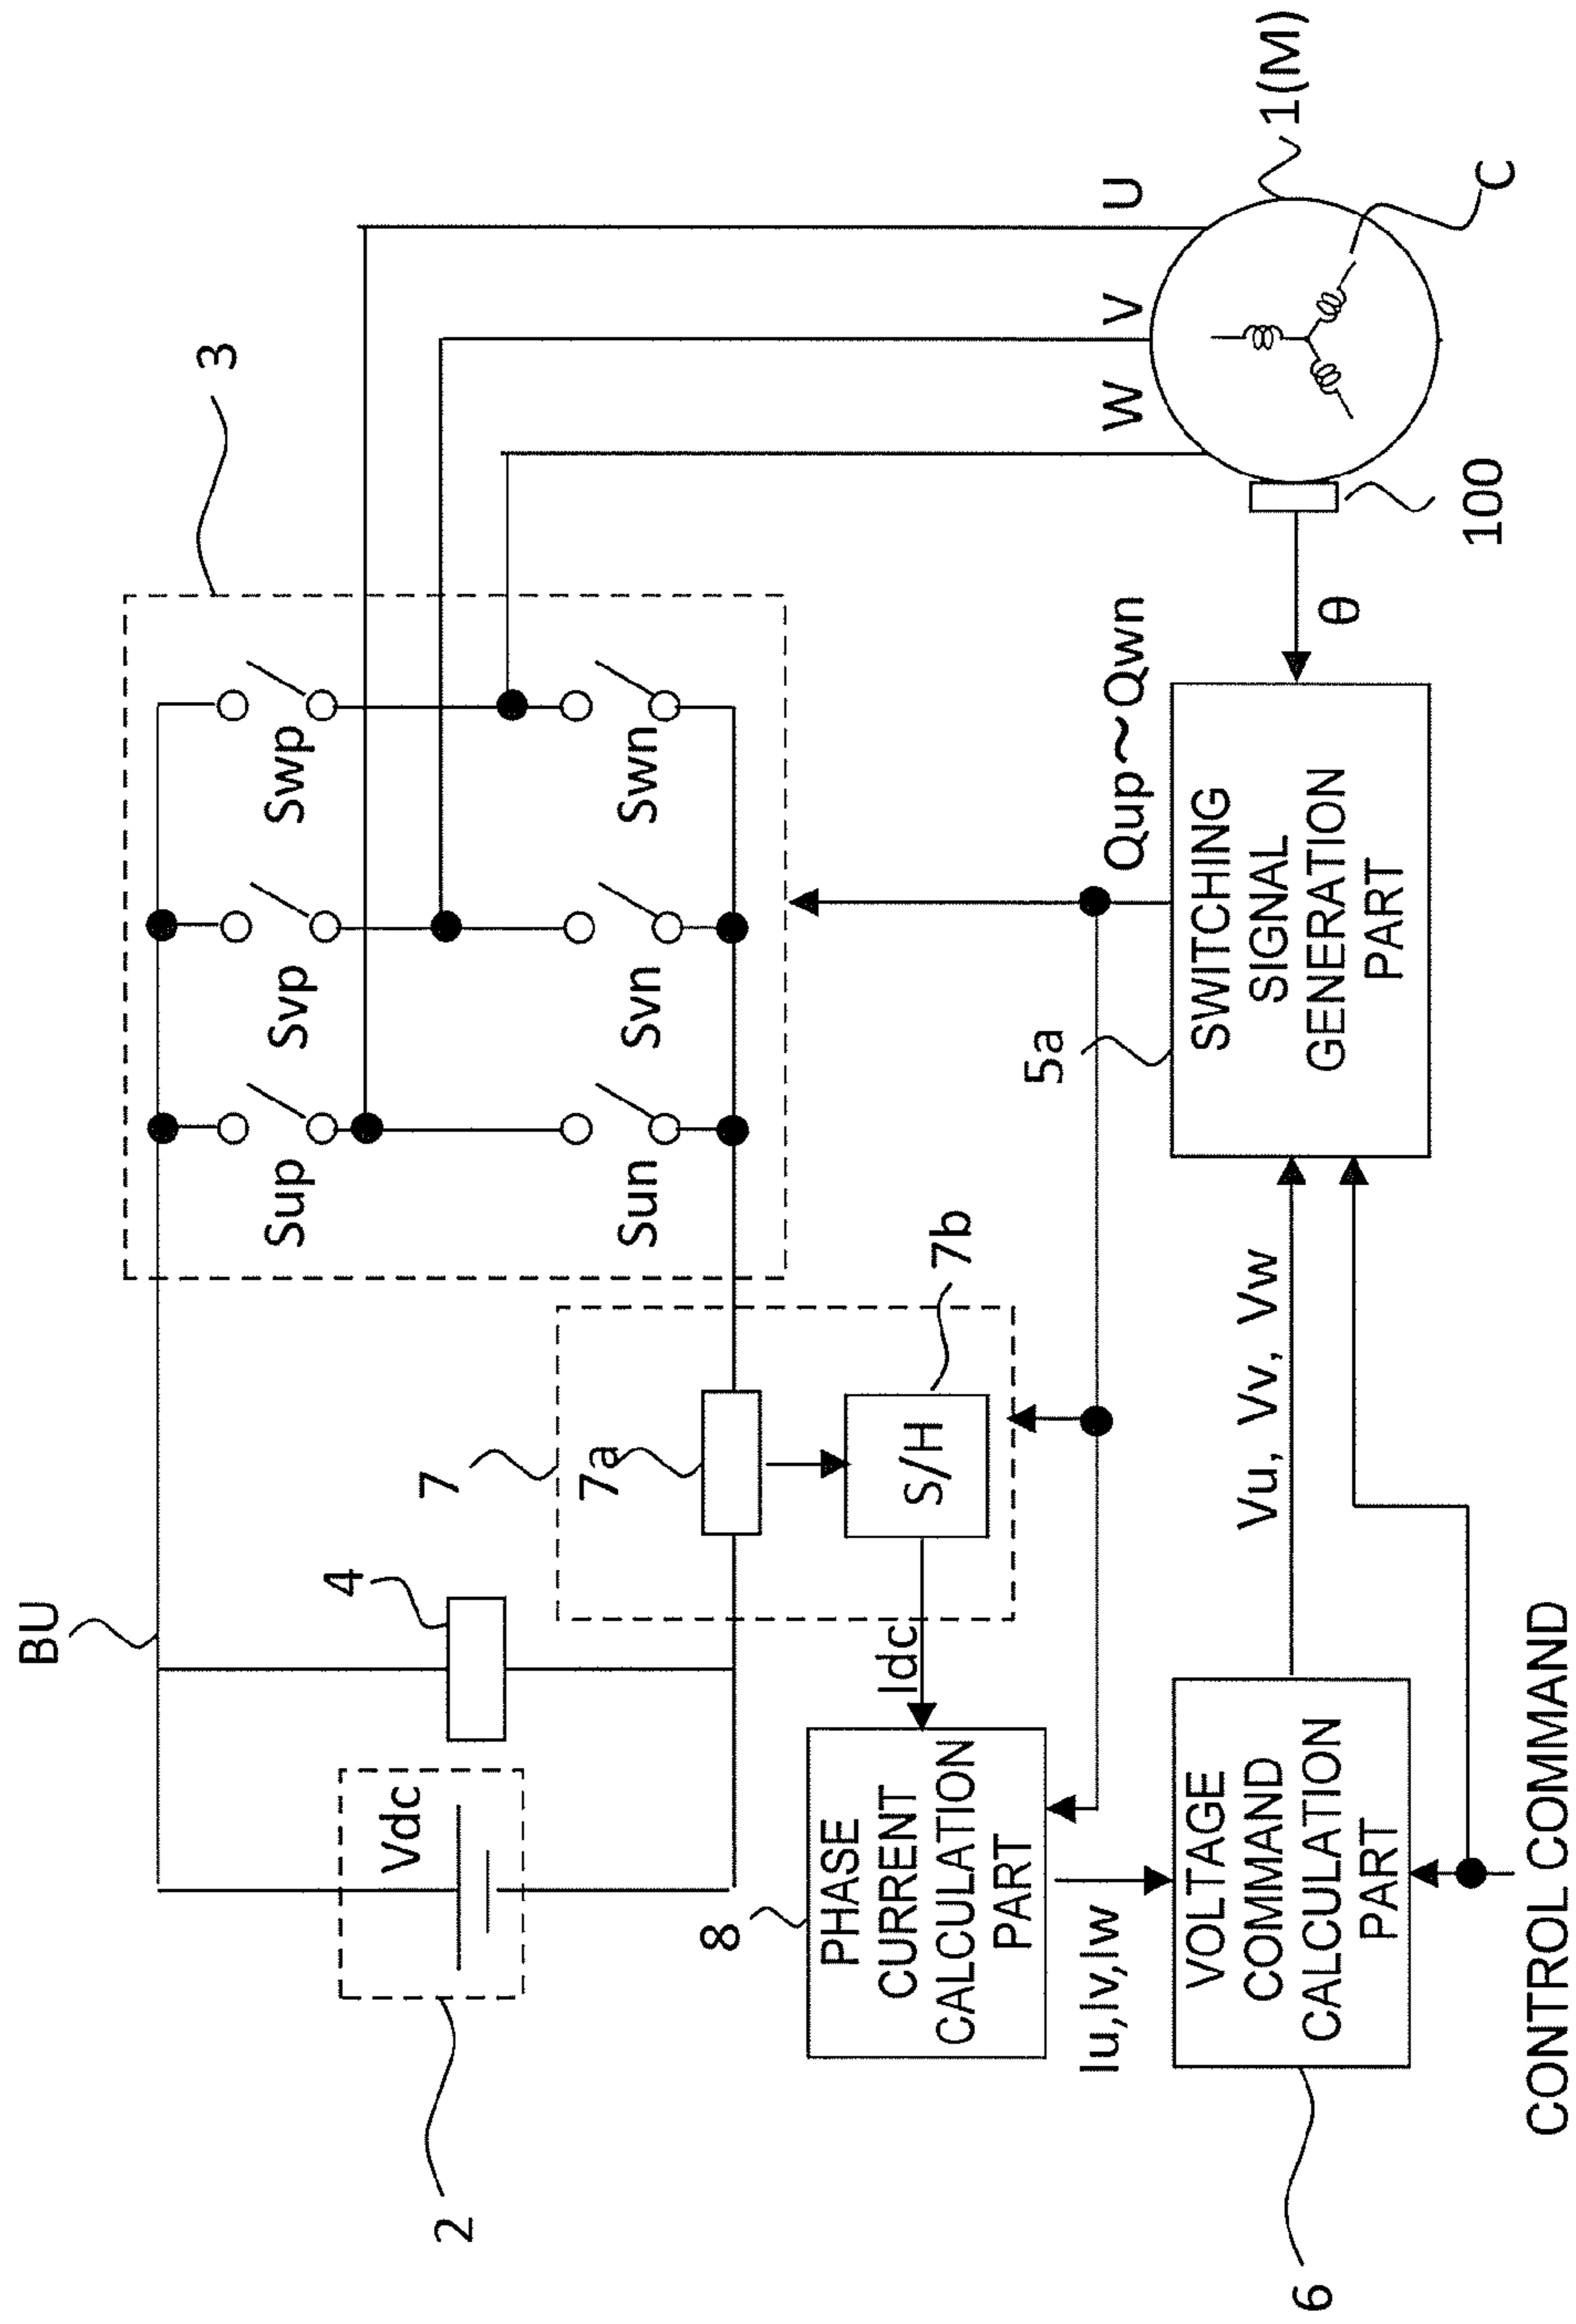 BU
3
2
Vdc
4
7
7a
7b
S/H
Idc
Sup
Svp
Swp
Sun
Svn
Swn
U
V
W
1(M)
C
100
θ
8
PHASE
CURRENT
CALCULATION
PART
Iu,Iv,Iw
6
VOLTAGE
COMMAND
CALCULATION
PART
Vu, Vv, Vw
5a
SWITCHING
SIGNAL
GENERATION
PART
Qup~Qwn
CONTROL COMMAND